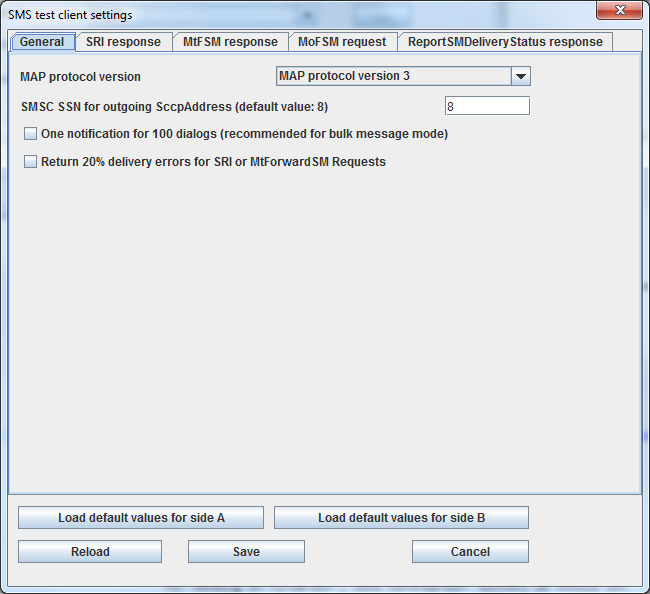 SMS test client settings
General SRI response MtFSM response MoFSM request ReportSMDeliveryStatus response
MAP protocol version MAP protocol version 3
SMSC SSN for outgoing SccpAddress (default value: 8) 8
One notification for 100 dialogs (recommended for bulk message mode)
Return 20% delivery errors for SRI or MtForwardSM Requests
Load default values for side A Load default values for side B
Reload Save Cancel